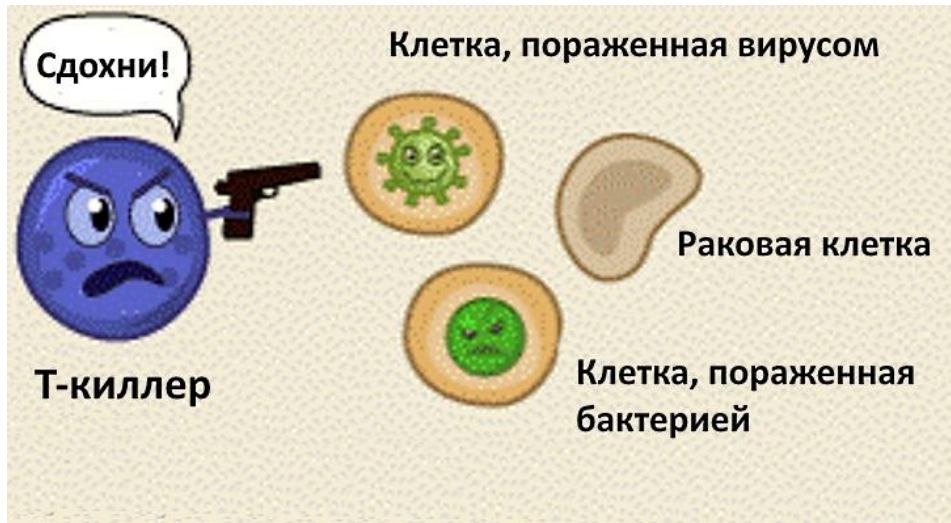 Сдохни!
Клетка, пораженная вирусом
Раковая клетка
Т-киллер
Клетка, пораженная
бактерией